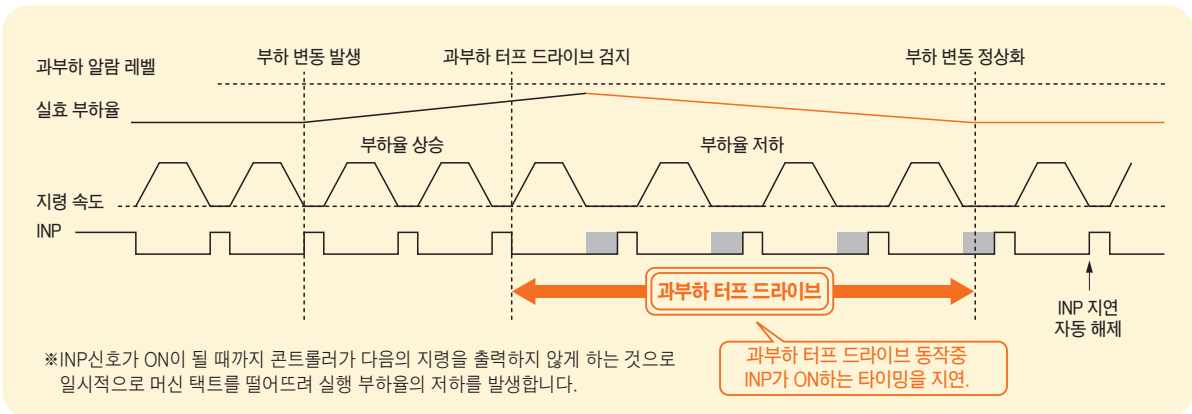 부하 변동 발생
과부하 터프 드라이브 검지
부하 변동 정상화
과부하 알람 레벨
실효 부하율
부하율 상승
부하율 저하
지령 속도
INP
과부하 터프 드라이브
INP 지연
자동 해제
과부하 터프 드라이브 동작중
INP가 ON하는 타이밍을 지연.
※INP신호가 ON이 될 때까지 콘트롤러가 다음의 지령을 출력하지 않게 하는 것으로
일시적으로 머신 택트를 떨어뜨려 실행 부하율의 저하를 발생합니다.